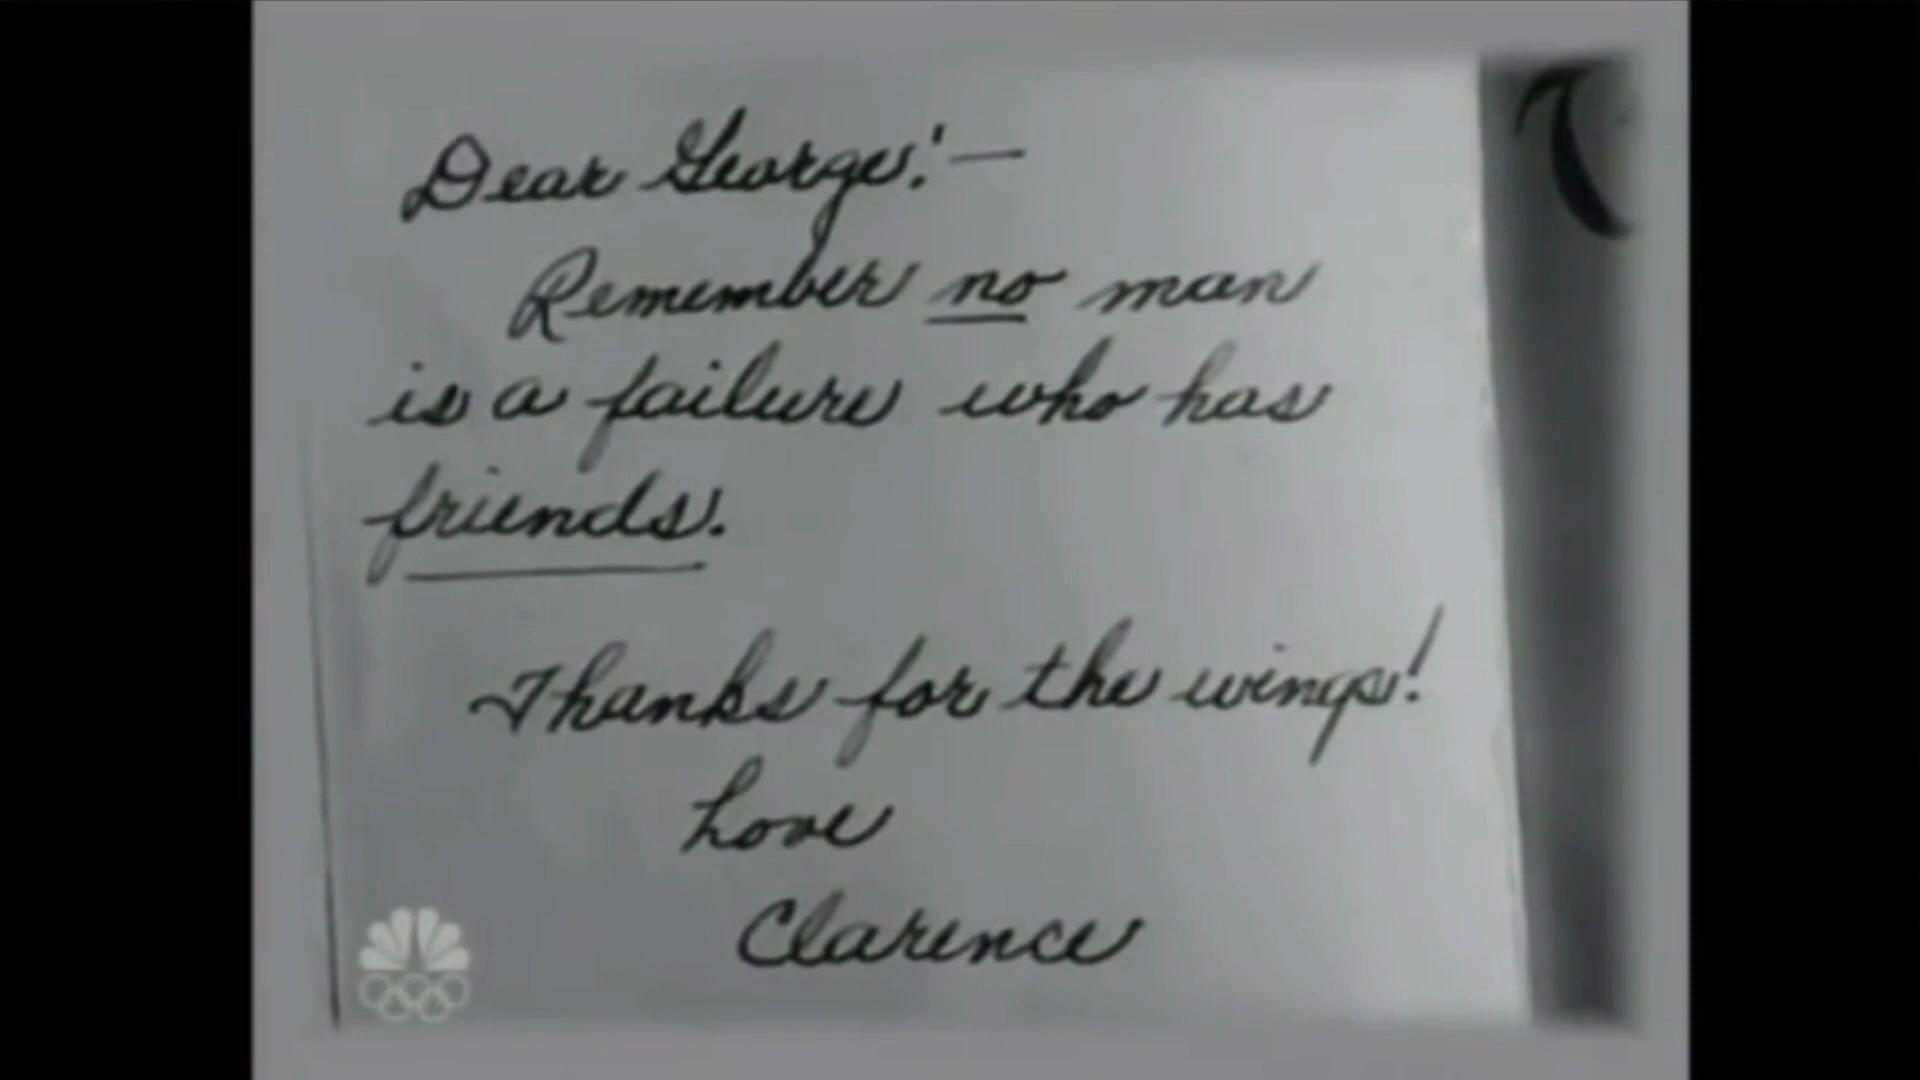 Dear George:—
Remember no man
is a failure who has
friends.
Thanks for the wings!
Love
Clarence